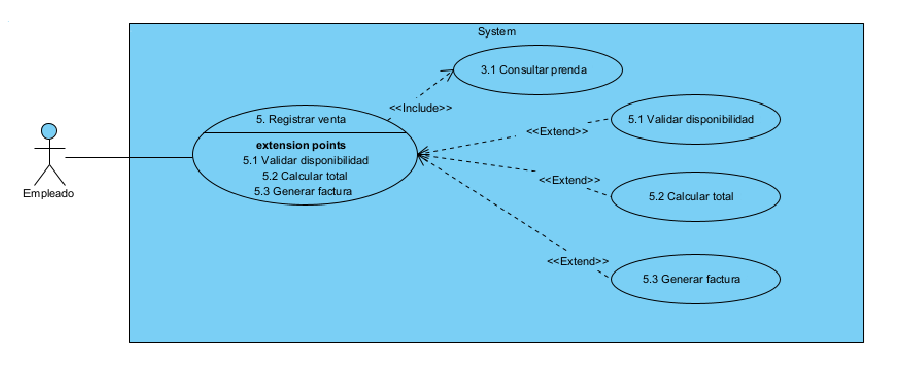 System
3.1 Consultar prenda
<<Include>>
5. Registrar venta
extension points
5.1 Validar disponibilidad
5.2 Calcular total
5.3 Generar factura
<<Extend>>
5.1 Validar disponibilidad
<<Extend>>
5.2 Calcular total
<<Extend>>
5.3 Generar factura
Empleado